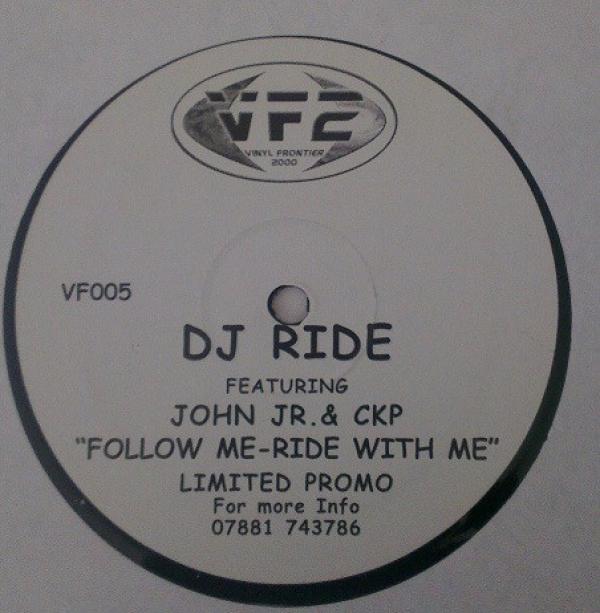 VF2
VINYL FRONTIER
2000
VF005
DJ RIDE
FEATURING
JOHN JR.& CKP
"FOLLOW ME-RIDE WITH ME"
LIMITED PROMO
For more Info
07881 743786